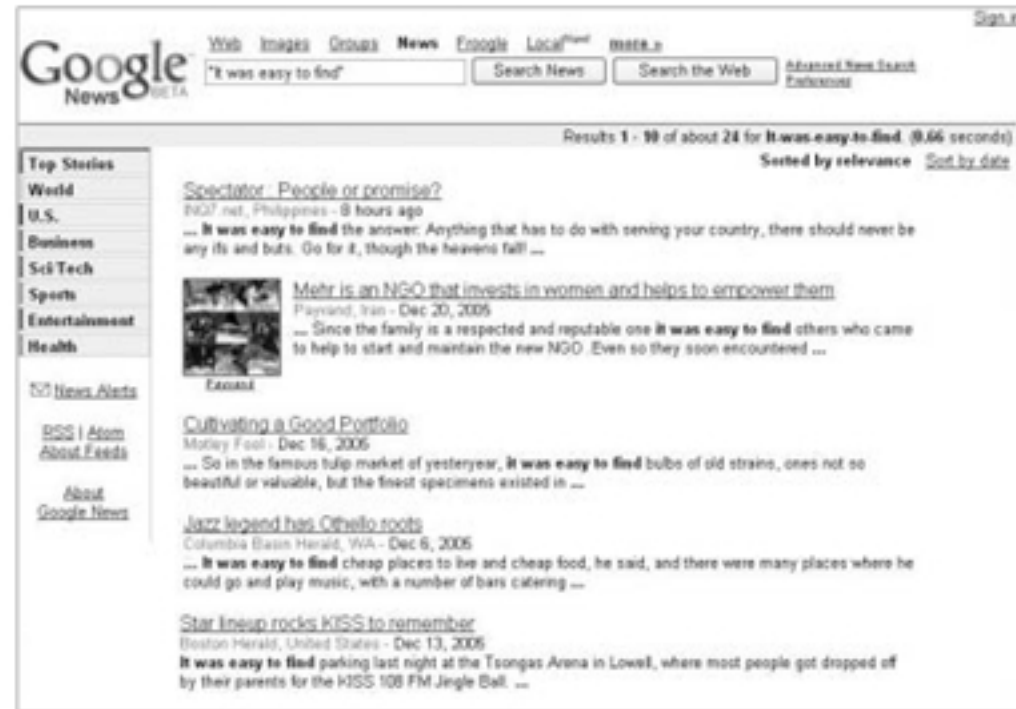 Sign in
Web Images Groups News Froogle Local more »
Google
News BETA
"it was easy to find" Search News Search the Web Advanced News Search
Preferences
Results 1 - 10 of about 24 for It-was-easy-to-find. (0.66 seconds)
Sorted by relevance Sort by date
Top Stories
World
U.S.
Business
Sci/Tech
Sports
Entertainment
Health
News Alerts
RSS | Atom
About Feeds
About
Google News
Spectator : People or promise?
INQ7.net, Philippines - 8 hours ago
... It was easy to find the answer: Anything that has to do with serving your country, there should never be
any ifs and buts. Go for it, though the heavens fall! ...
Mehr is an NGO that invests in women and helps to empower them
Payvand, Iran - Dec 20, 2005
... Since the family is a respected and reputable one it was easy to find others who came
to help to start and maintain the new NGO .Even so they soon encountered ...
Payvand
Cultivating a Good Portfolio
Motley Fool - Dec 16, 2005
... So in the famous tulip market of yesteryear, it was easy to find bulbs of old strains, ones not so
beautiful or valuable, but the finest specimens existed in ...
Jazz legend has Othello roots
Columbia Basin Herald, WA - Dec 6, 2005
... It was easy to find cheap places to live and cheap food, he said, and there were many places where he
could go and play music, with a number of bars catering ...
Star lineup rocks KISS to remember
Boston Herald, United States - Dec 13, 2005
It was easy to find parking last night at the Tsongas Arena in Lowell, where most people got dropped off
by their parents for the KISS 108 FM Jingle Ball. ...